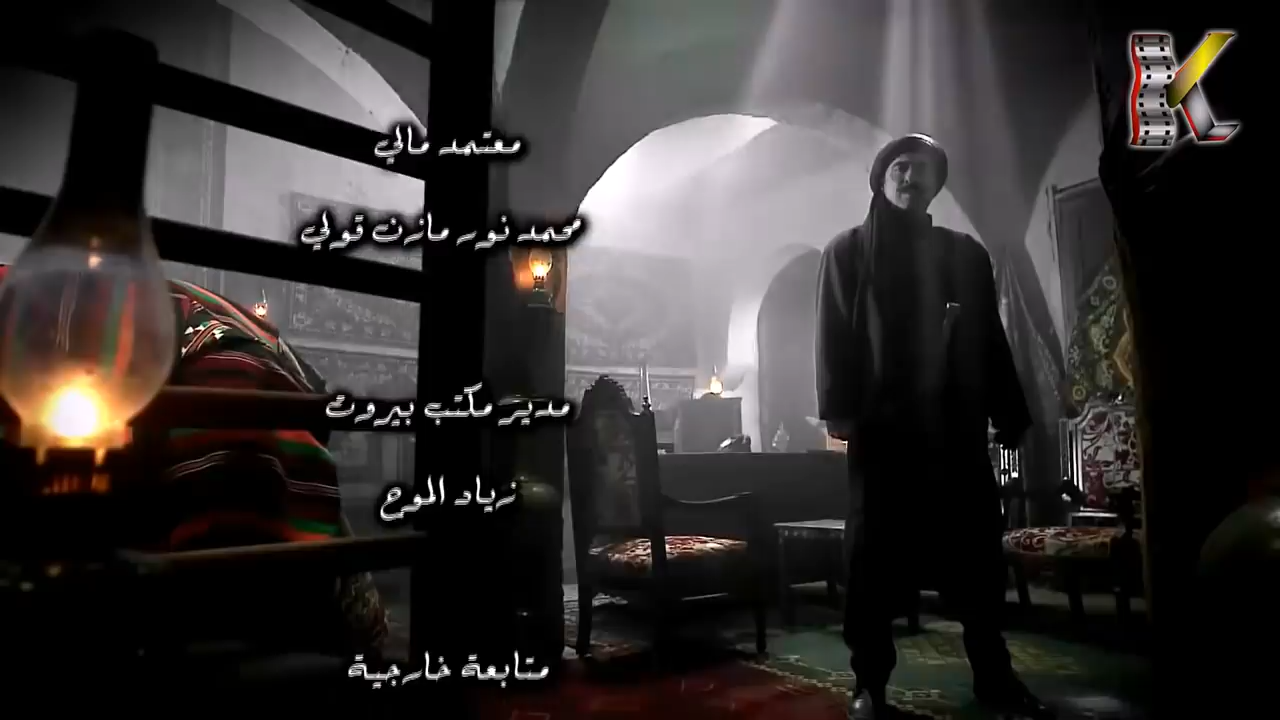 معتمد مالي
محمد نور مازن قولي
مدير مكتب بيروت
زياد الموح
متابعة خارجية